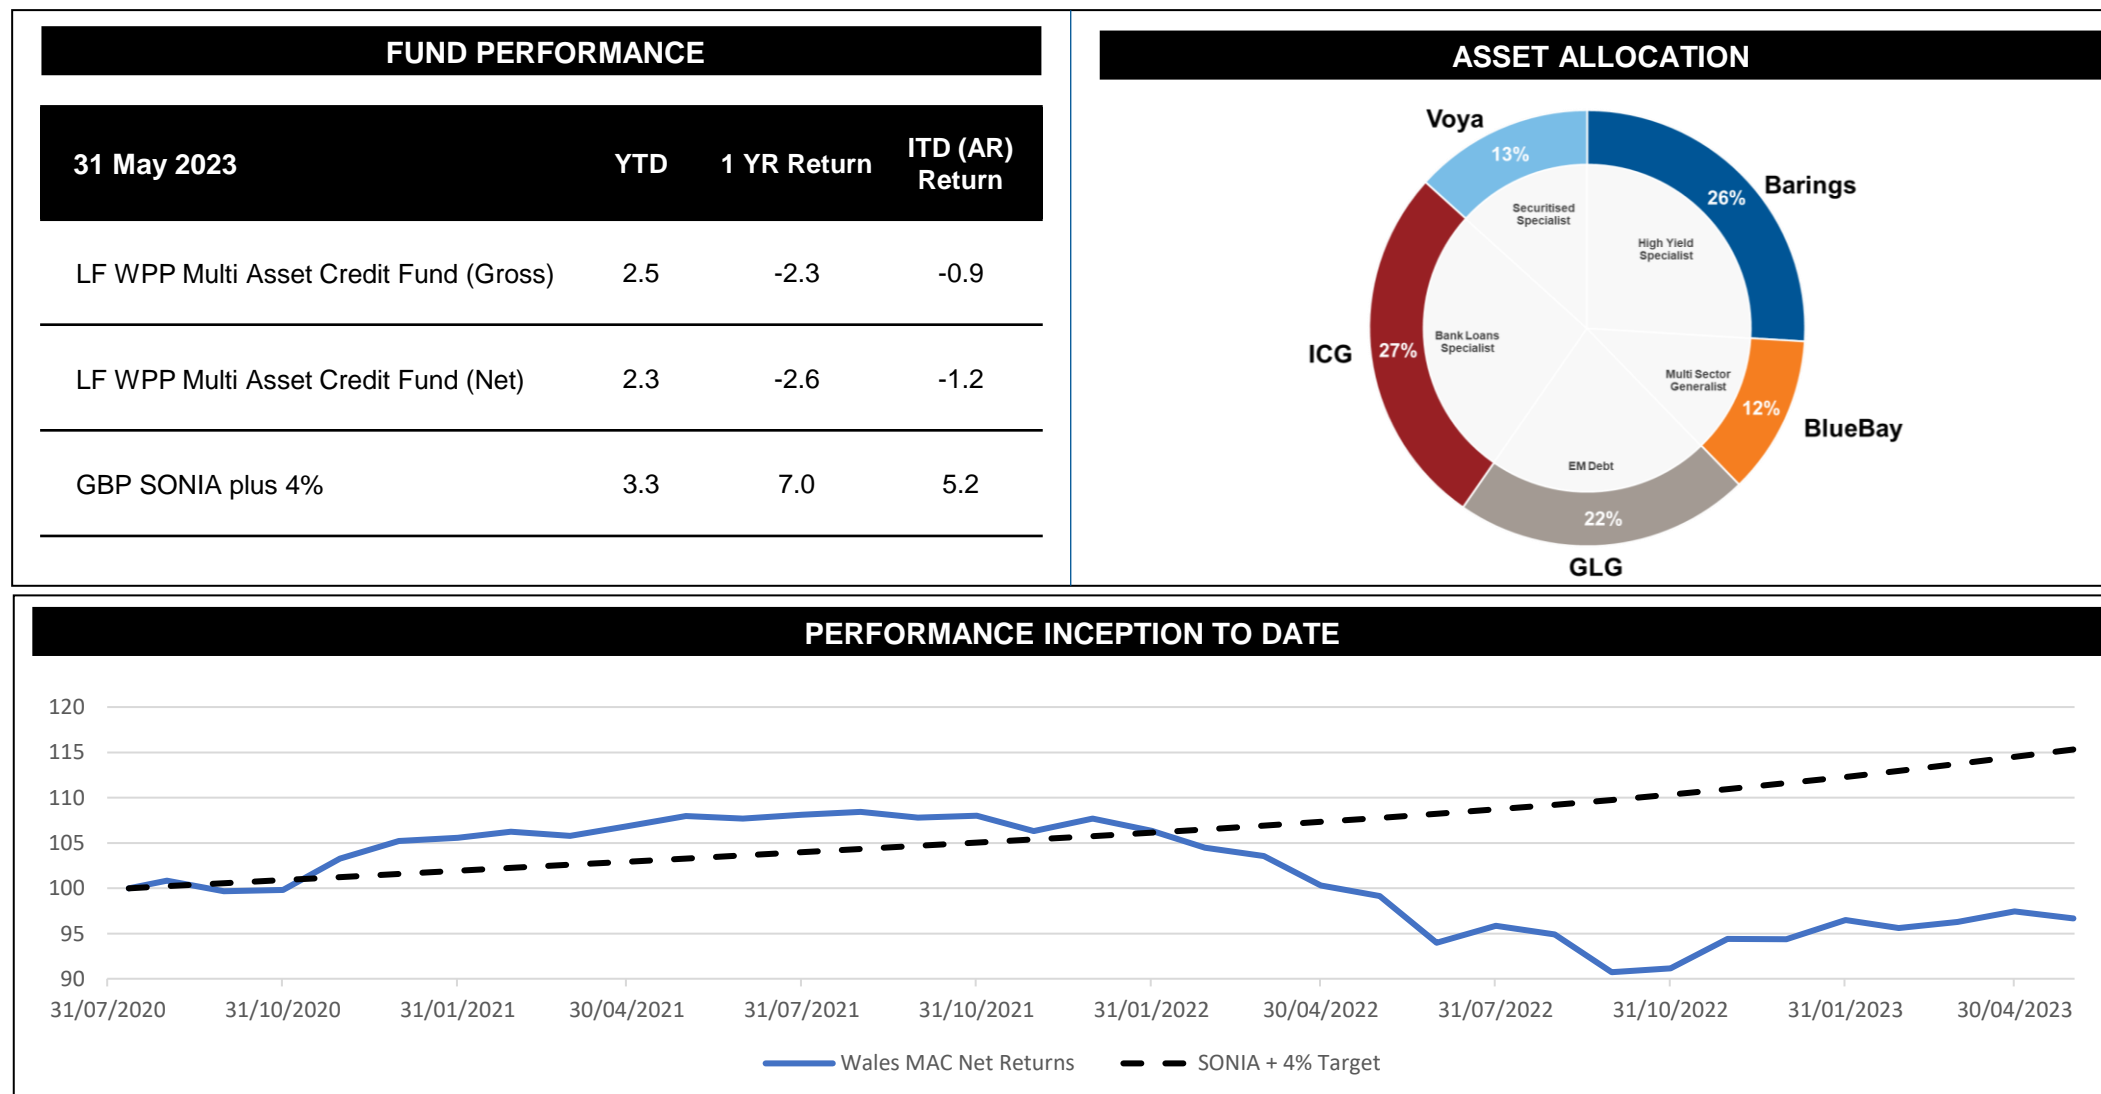 FUND PERFORMANCE
31 May 2023 YTD 1 YR Return ITD (AR) Return
LF WPP Multi Asset Credit Fund (Gross) 2.5 -2.3 -0.9
LF WPP Multi Asset Credit Fund (Net) 2.3 -2.6 -1.2
GBP SONIA plus 4% 3.3 7.0 5.2
ASSET ALLOCATION
Voya
13%
Securitised
Specialist
Barings
26%
High Yield
Specialist
ICG
27%
Bank Loans
Specialist
Multi Sector
Generalist
12%
BlueBay
EM Debt
22%
GLG
PERFORMANCE INCEPTION TO DATE
120
115
110
105
100
95
90
31/07/2020 31/10/2020 31/01/2021 30/04/2021 31/07/2021 31/10/2021 31/01/2022 30/04/2022 31/07/2022 31/10/2022 31/01/2023 30/04/2023
Wales MAC Net Returns SONIA + 4% Target